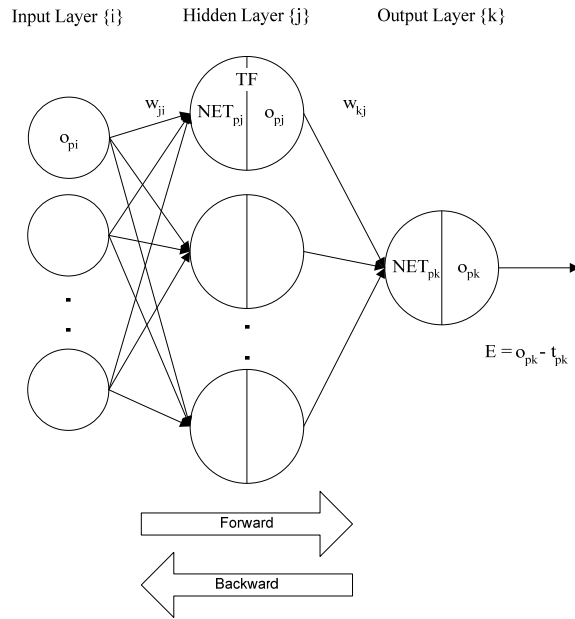 Input Layer {i} Hidden Layer {j} Output Layer {k}
TF
w_ji w_kj
NET_pj o_pj
o_pi
NET_pk o_pk
E = o_pk - t_pk
Forward
Backward